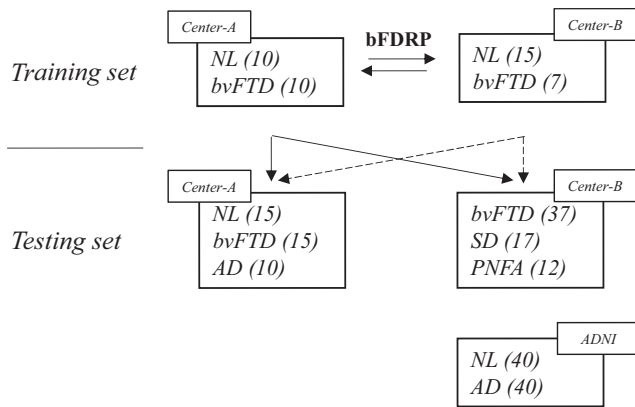 Center-A
Center-B
bFDRP
Training set
NL (10)
bvFTD (10)
NL (15)
bvFTD (7)
Center-A
Center-B
Testing set
NL (15)
bvFTD (15)
AD (10)
bvFTD (37)
SD (17)
PNFA (12)
ADNI
NL (40)
AD (40)